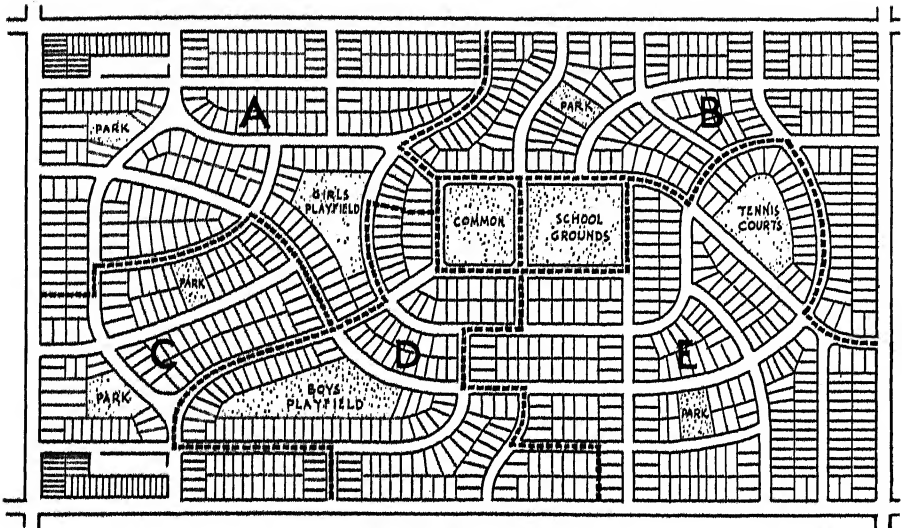 A
B
PARK
PARK
GIRLS
PLAYFIELD
COMMON
SCHOOL
GROUNDS
TENNIS
COURTS
PARK
C
D
E
PARK
BOYS
PLAYFIELD
PARK